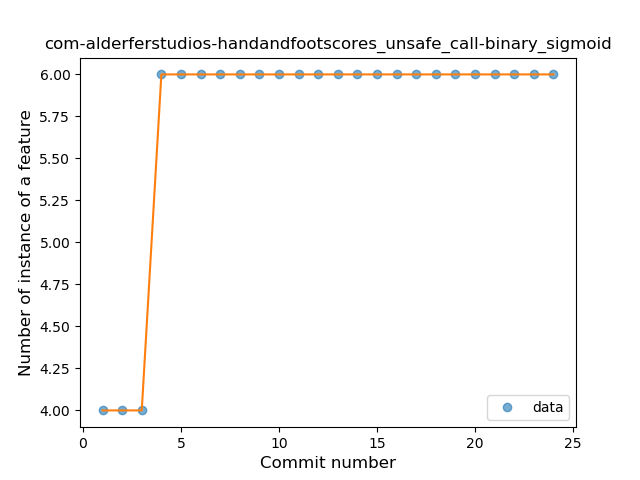 com-alderferstudios-handandfootscores_unsafe_call-binary_sigmoid
6.00
5.75
5.50
5.25
5.00
4.75
4.50
4.25
4.00
Number of instance of a feature
data
0 5 10 15 20 25
Commit number